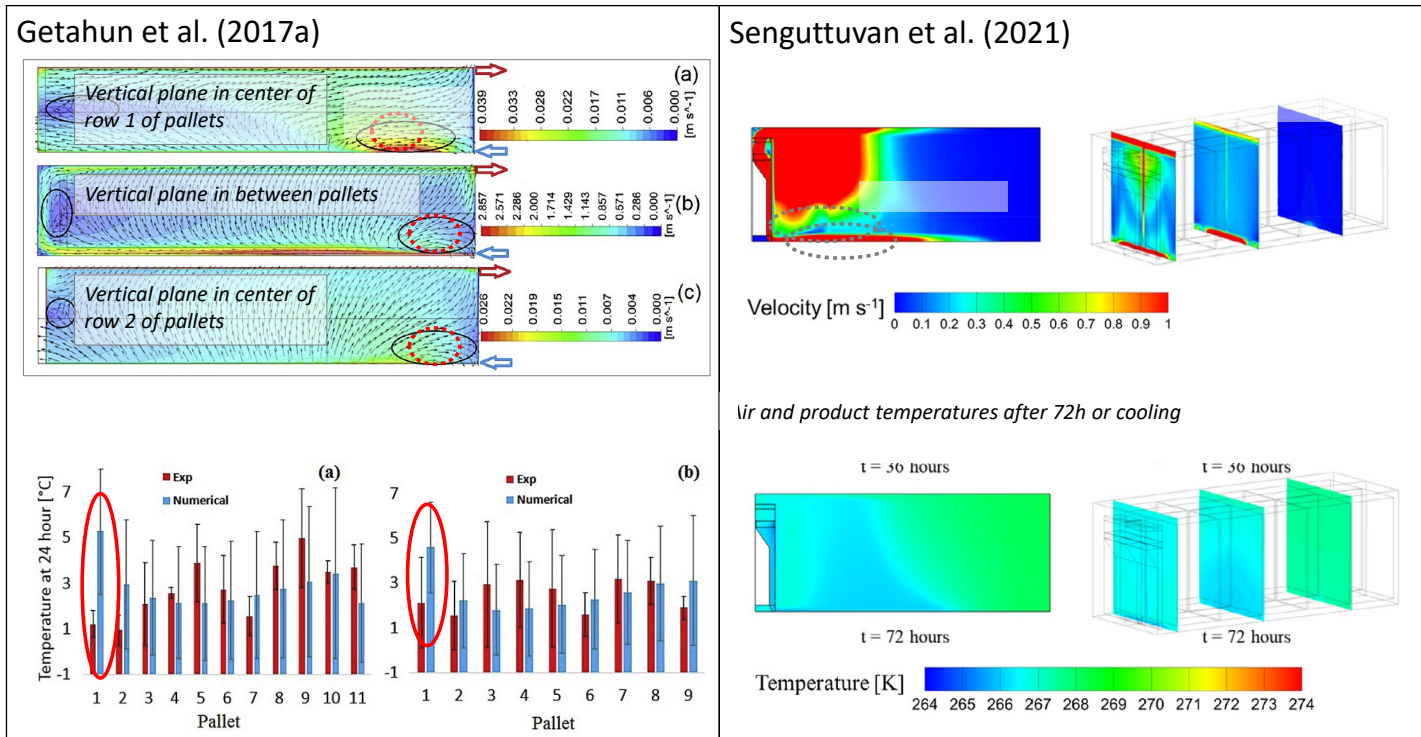 Getahun et al. (2017a)
(a)
Vertical plane in center of
row 1 of pallets
0.039
0.033
0.028
0.022
0.017
0.011
0.006
0.000
[m s^-1]
Vertical plane in between pallets
(b)
2.857
2.571
2.286
2.000
1.714
1.429
1.143
0.857
0.571
0.286
0.000
[m s^-1]
Vertical plane in center of
row 2 of pallets
(c)
0.026
0.022
0.019
0.015
0.011
0.007
0.004
0.000
[m s^-1]
Temperature at 24 hour [°C]
7
5
3
1
-1
Exp
Numerical
(a)
1 2 3 4 5 6 7 8 9 10 11
Pallet
7
5
3
1
-1
Exp
Numerical
(b)
1 2 3 4 5 6 7 8 9
Pallet
Senguttuvan et al. (2021)
Velocity [m s⁻¹]
0 0.1 0.2 0.3 0.4 0.5 0.6 0.7 0.8 0.9 1
Air and product temperatures after 72h or cooling
t = 36 hours
t = 36 hours
t = 72 hours
t = 72 hours
Temperature [K]
264 265 266 267 268 269 270 271 272 273 274